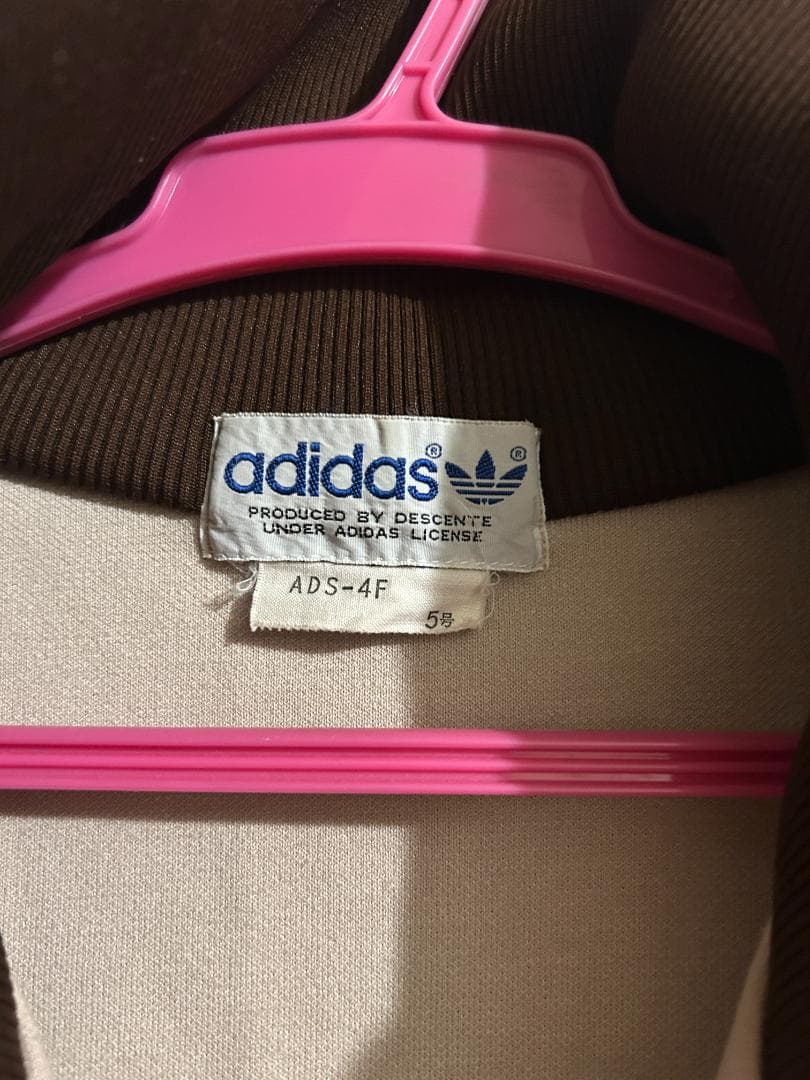 adidas® ®
PRODUCED BY DESCENTE
UNDER ADIDAS LICENSE
ADS-4F
5号